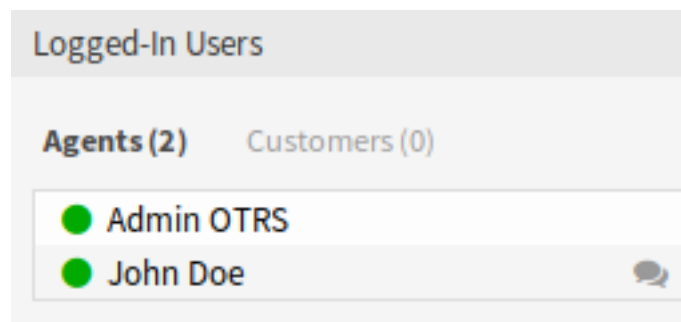 Logged-In Users
Agents (2) Customers (0)
Admin OTRS
John Doe